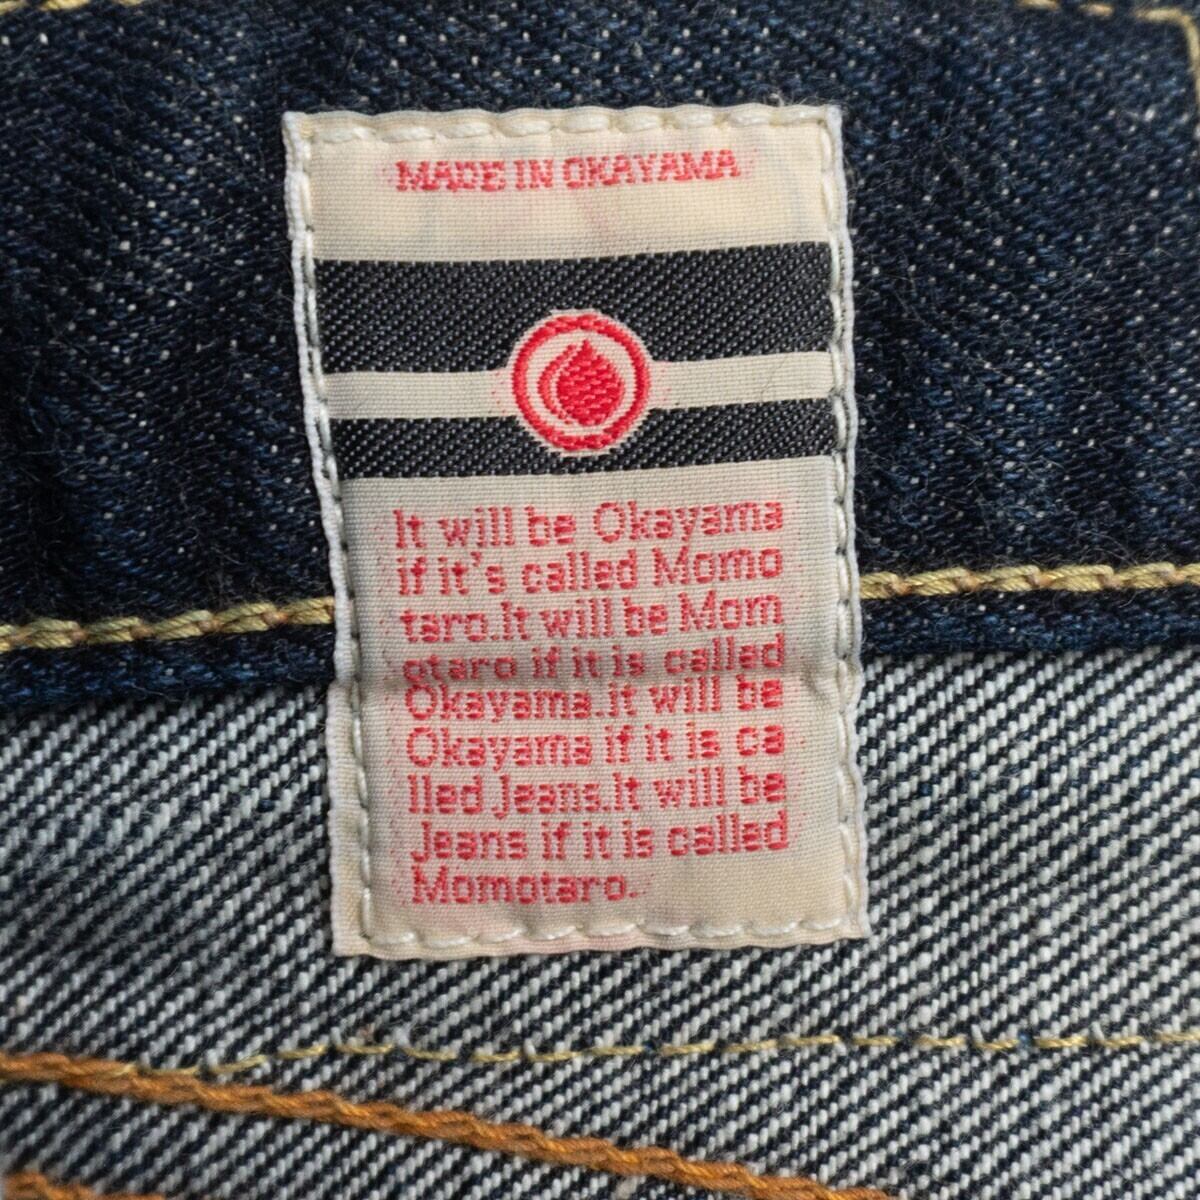 MADE IN OKAYAMA
It will be Okayama
if it's called Momo
taro.It will be Mom
otaro if it is called
Okayama.it will be
Okayama if it is ca
lled Jeans.It will be
Jeans if it is called
Momotaro.